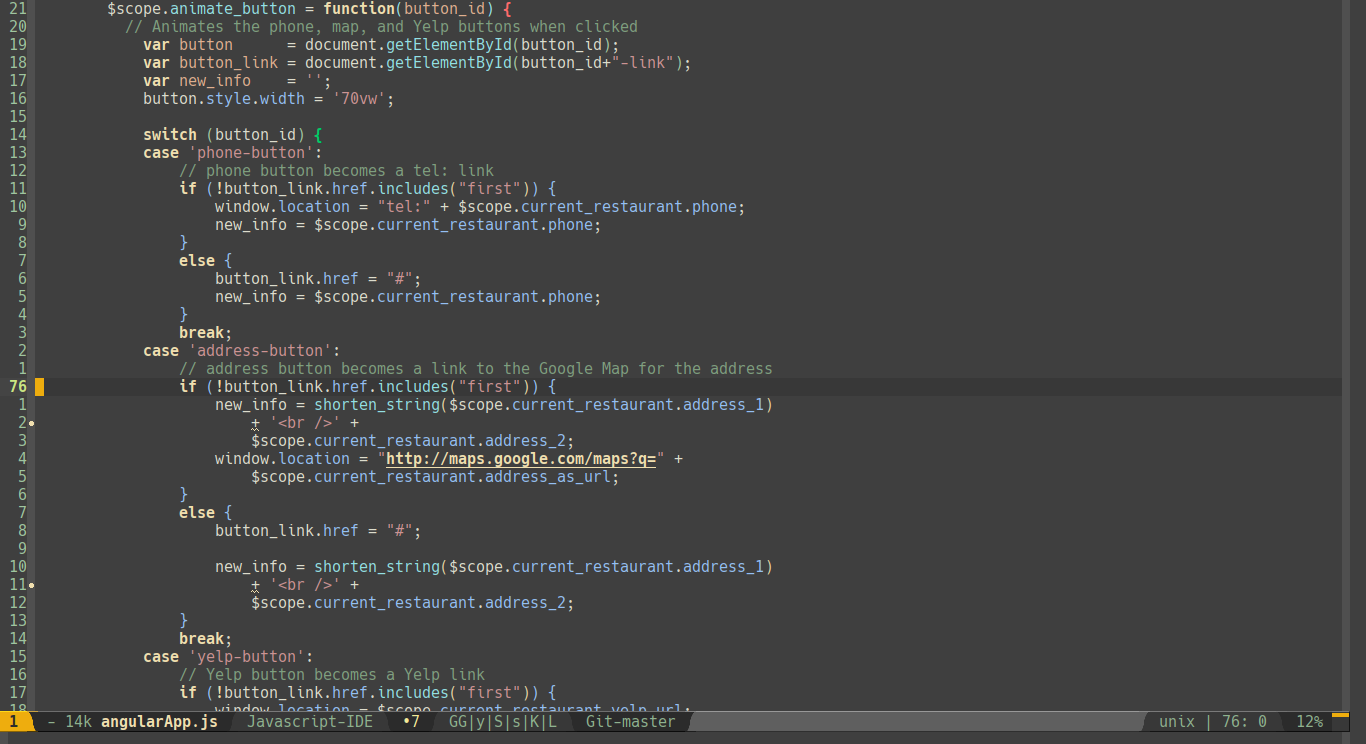 21 $scope.animate_button = function(button_id) {
20 // Animates the phone, map, and Yelp buttons when clicked
19 var button      = document.getElementById(button_id);
18 var button_link = document.getElementById(button_id+"-link");
17 var new_info    = '';
16 button.style.width = '70vw';
15
14 switch (button_id) {
13 case 'phone-button':
12 // phone button becomes a tel: link
11 if (!button_link.href.includes("first")) {
10 window.location = "tel:" + $scope.current_restaurant.phone;
9 new_info = $scope.current_restaurant.phone;
8 }
7 else {
6 button_link.href = "#";
5 new_info = $scope.current_restaurant.phone;
4 }
3 break;
2 case 'address-button':
1 // address button becomes a link to the Google Map for the address
76 if (!button_link.href.includes("first")) {
1 new_info = shorten_string($scope.current_restaurant.address_1)
2 + '<br />' +
3 $scope.current_restaurant.address_2;
4 window.location = "http://maps.google.com/maps?q=" +
5 $scope.current_restaurant.address_as_url;
6 }
7 else {
8 button_link.href = "#";
9
10 new_info = shorten_string($scope.current_restaurant.address_1)
11 + '<br />' +
12 $scope.current_restaurant.address_2;
13 }
14 break;
15 case 'yelp-button':
16 // Yelp button becomes a Yelp link
17 if (!button_link.href.includes("first")) {
18 window.location = $scope.current_restaurant.yelp_url;
1 - 14k angularApp.js Javascript-IDE •7 GG|y|S|s|K|L Git-master unix | 76: 0 12%